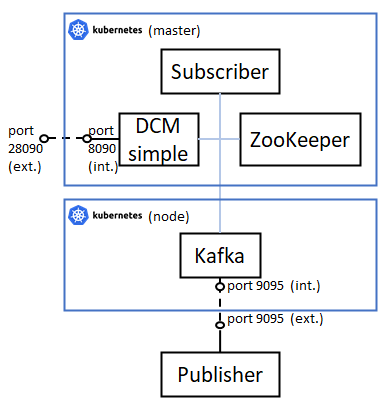 kubernetes (master)
Subscriber
port
28090
(ext.)
port
8090
(int.)
DCM
simple
ZooKeeper
kubernetes (node)
Kafka
port 9095 (int.)
port 9095 (ext.)
Publisher